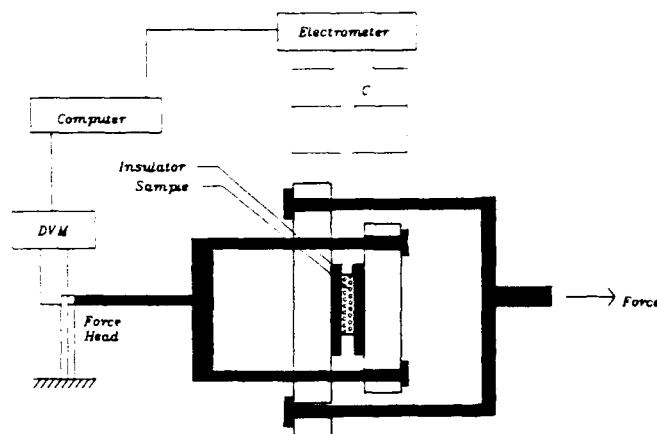 Electrometer
C
Computer
Insulator
Sample
DVM
Force
Head
Force